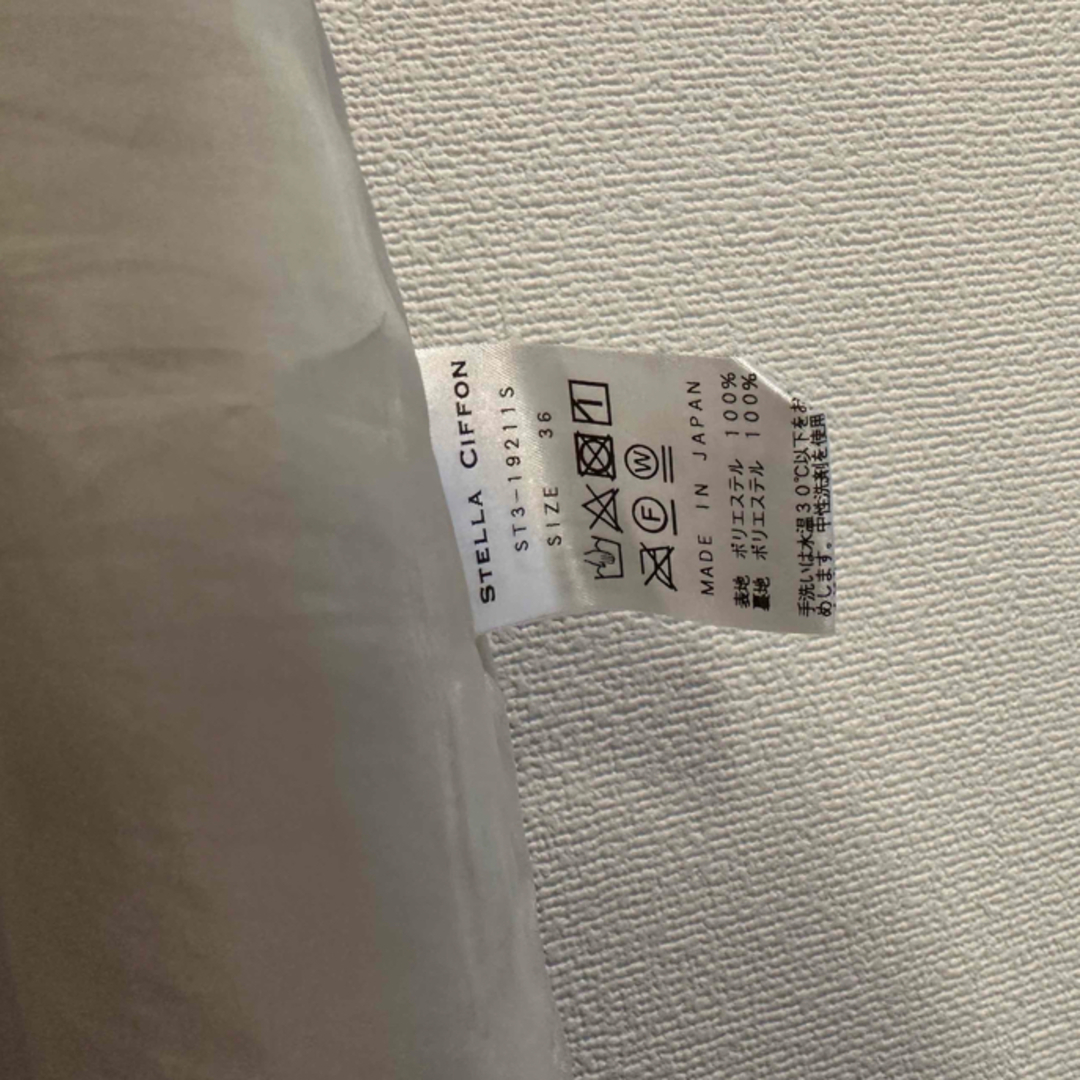 STELLA CIFFON
ST3-19211S
SIZE 36
F W
MADE IN JAPAN
表地 ポリエステル 100%
裏地 ポリエステル 100%
手洗いは水温30℃以下をお
めします。中性洗剤を使用